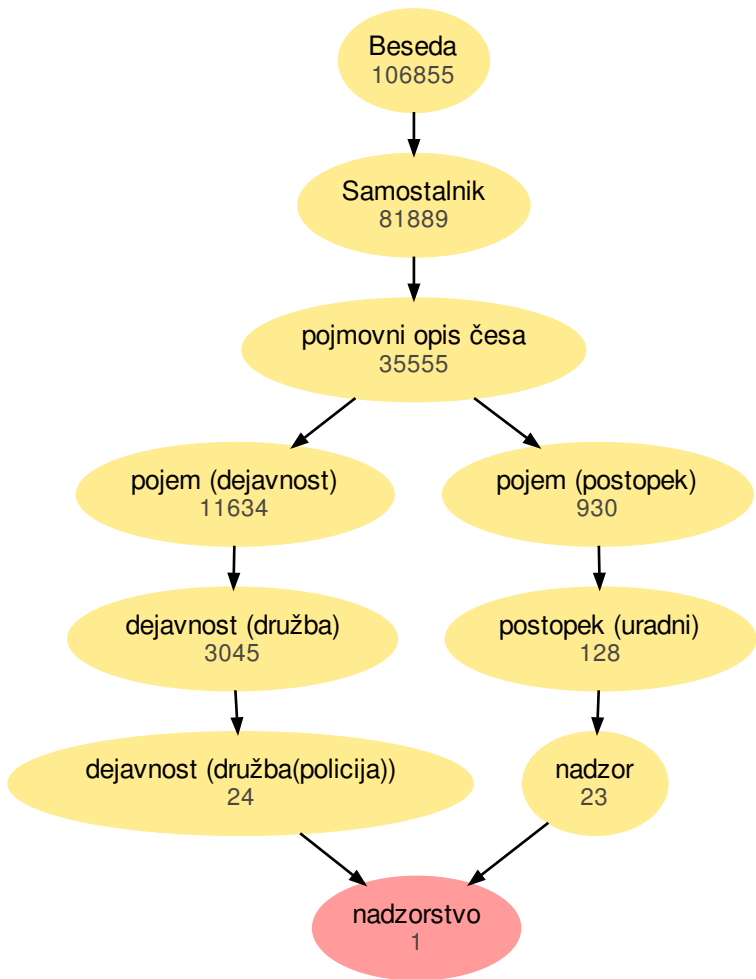 Beseda
106855
Samostalnik
81889
pojmovni opis česa
35555
pojem (dejavnost)
11634
pojem (postopek)
930
dejavnost (družba)
3045
postopek (uradni)
128
dejavnost (družba(policija))
24
nadzor
23
nadzorstvo
1